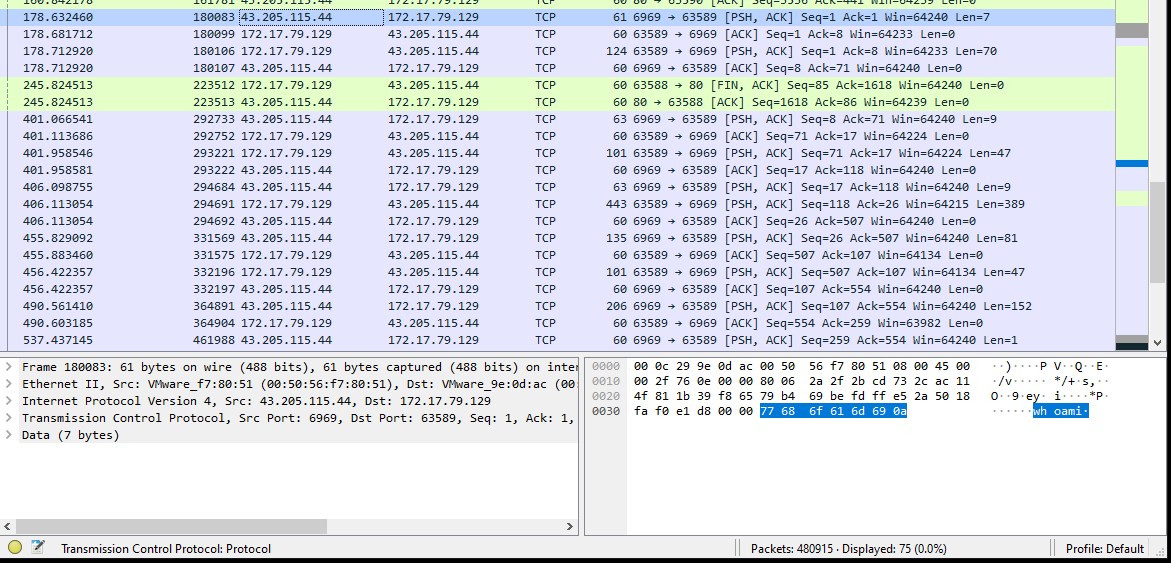 160.842178 161781 43.205.115.44 172.17.79.129 TCP 60 80 → 63590 [ACK] Seq=5556 Ack=441 Win=64239 Len=0
178.632460 180083 43.205.115.44 172.17.79.129 TCP 61 6969 → 63589 [PSH, ACK] Seq=1 Ack=1 Win=64240 Len=7
178.681712 180099 172.17.79.129 43.205.115.44 TCP 60 63589 → 6969 [ACK] Seq=1 Ack=8 Win=64233 Len=0
178.712920 180106 172.17.79.129 43.205.115.44 TCP 124 63589 → 6969 [PSH, ACK] Seq=1 Ack=8 Win=64233 Len=70
178.712920 180107 43.205.115.44 172.17.79.129 TCP 60 6969 → 63589 [ACK] Seq=8 Ack=71 Win=64240 Len=0
245.824513 223512 172.17.79.129 43.205.115.44 TCP 60 63588 → 80 [FIN, ACK] Seq=85 Ack=1618 Win=64240 Len=0
245.824513 223513 43.205.115.44 172.17.79.129 TCP 60 80 → 63588 [ACK] Seq=1618 Ack=86 Win=64239 Len=0
401.066541 292733 43.205.115.44 172.17.79.129 TCP 63 6969 → 63589 [PSH, ACK] Seq=8 Ack=71 Win=64240 Len=9
401.113686 292752 172.17.79.129 43.205.115.44 TCP 60 63589 → 6969 [ACK] Seq=71 Ack=17 Win=64224 Len=0
401.958546 293221 172.17.79.129 43.205.115.44 TCP 101 63589 → 6969 [PSH, ACK] Seq=71 Ack=17 Win=64224 Len=47
401.958581 293222 43.205.115.44 172.17.79.129 TCP 60 6969 → 63589 [ACK] Seq=17 Ack=118 Win=64240 Len=0
406.098755 294684 43.205.115.44 172.17.79.129 TCP 63 6969 → 63589 [PSH, ACK] Seq=17 Ack=118 Win=64240 Len=9
406.113054 294691 172.17.79.129 43.205.115.44 TCP 443 63589 → 6969 [PSH, ACK] Seq=118 Ack=26 Win=64215 Len=389
406.113054 294692 43.205.115.44 172.17.79.129 TCP 60 6969 → 63589 [ACK] Seq=26 Ack=507 Win=64240 Len=0
455.829092 331569 43.205.115.44 172.17.79.129 TCP 135 6969 → 63589 [PSH, ACK] Seq=26 Ack=507 Win=64240 Len=81
455.883460 331575 172.17.79.129 43.205.115.44 TCP 60 63589 → 6969 [ACK] Seq=507 Ack=107 Win=64134 Len=0
456.422357 332196 172.17.79.129 43.205.115.44 TCP 101 63589 → 6969 [PSH, ACK] Seq=507 Ack=107 Win=64134 Len=47
456.422357 332197 43.205.115.44 172.17.79.129 TCP 60 6969 → 63589 [ACK] Seq=107 Ack=554 Win=64240 Len=0
490.561410 364891 43.205.115.44 172.17.79.129 TCP 206 6969 → 63589 [PSH, ACK] Seq=107 Ack=554 Win=64240 Len=152
490.603185 364904 172.17.79.129 43.205.115.44 TCP 60 63589 → 6969 [ACK] Seq=554 Ack=259 Win=63982 Len=0
537.437145 461988 43.205.115.44 172.17.79.129 TCP 60 6969 → 63589 [PSH, ACK] Seq=259 Ack=554 Win=64240 Len=1
Frame 180083: 61 bytes on wire (488 bits), 61 bytes captured (488 bits) on inter
Ethernet II, Src: VMware_f7:80:51 (00:50:56:f7:80:51), Dst: VMware_9e:0d:ac (00:
Internet Protocol Version 4, Src: 43.205.115.44, Dst: 172.17.79.129
Transmission Control Protocol, Src Port: 6969, Dst Port: 63589, Seq: 1, Ack: 1,
Data (7 bytes)
0000 00 0c 29 9e 0d ac 00 50 56 f7 80 51 08 00 45 00 ··)····P V··Q··E·
0010 00 2f 76 0e 00 00 80 06 2a 2f 2b cd 73 2c ac 11 ·/v····· */+·s,··
0020 4f 81 1b 39 f8 65 79 b4 69 be fd ff e5 2a 50 18 O··9·ey· i····*P·
0030 fa f0 e1 d8 00 00 77 68 6f 61 6d 69 0a ······wh oami·
Transmission Control Protocol: Protocol
Packets: 480915 · Displayed: 75 (0.0%)
Profile: Default